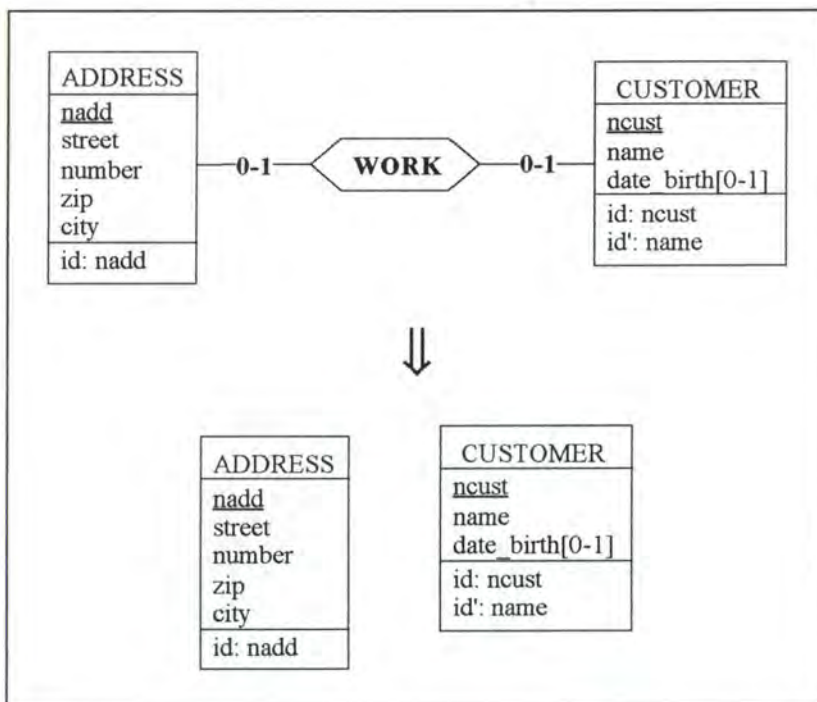 ADDRESS
nadd
street
number
zip
city
id: nadd
0-1
WORK
0-1
CUSTOMER
ncust
name
date_birth[0-1]
id: ncust
id': name
⇓
ADDRESS
nadd
street
number
zip
city
id: nadd
CUSTOMER
ncust
name
date_birth[0-1]
id: ncust
id': name